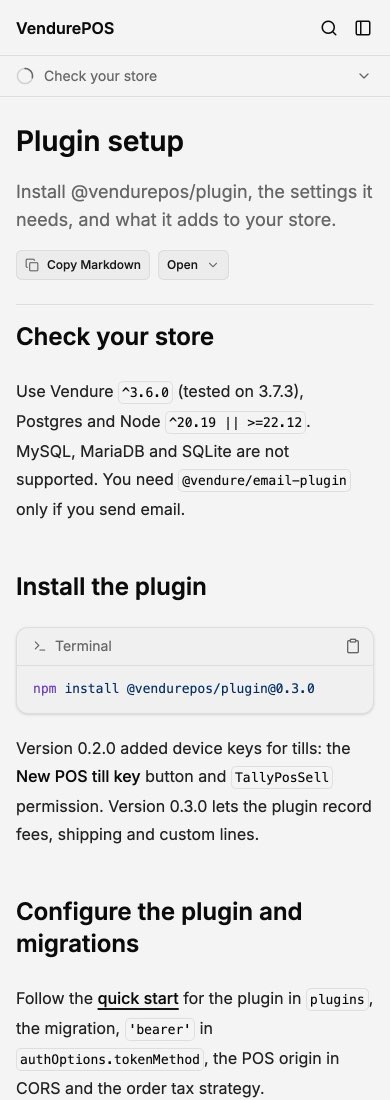 VendurePOS
Check your store
Plugin setup
Install @vendurepos/plugin, the settings it
needs, and what it adds to your store.
Copy Markdown
Open
Check your store
Use Vendure ^3.6.0 (tested on 3.7.3),
Postgres and Node ^20.19 || >=22.12.
MySQL, MariaDB and SQLite are not
supported. You need @vendure/email-plugin
only if you send email.
Install the plugin
Terminal
npm install @vendurepos/plugin@0.3.0
Version 0.2.0 added device keys for tills: the
New POS till key button and TallyPosSell
permission. Version 0.3.0 lets the plugin record
fees, shipping and custom lines.
Configure the plugin and
migrations
Follow the quick start for the plugin in plugins,
the migration, 'bearer' in
authOptions.tokenMethod, the POS origin in
CORS and the order tax strategy.